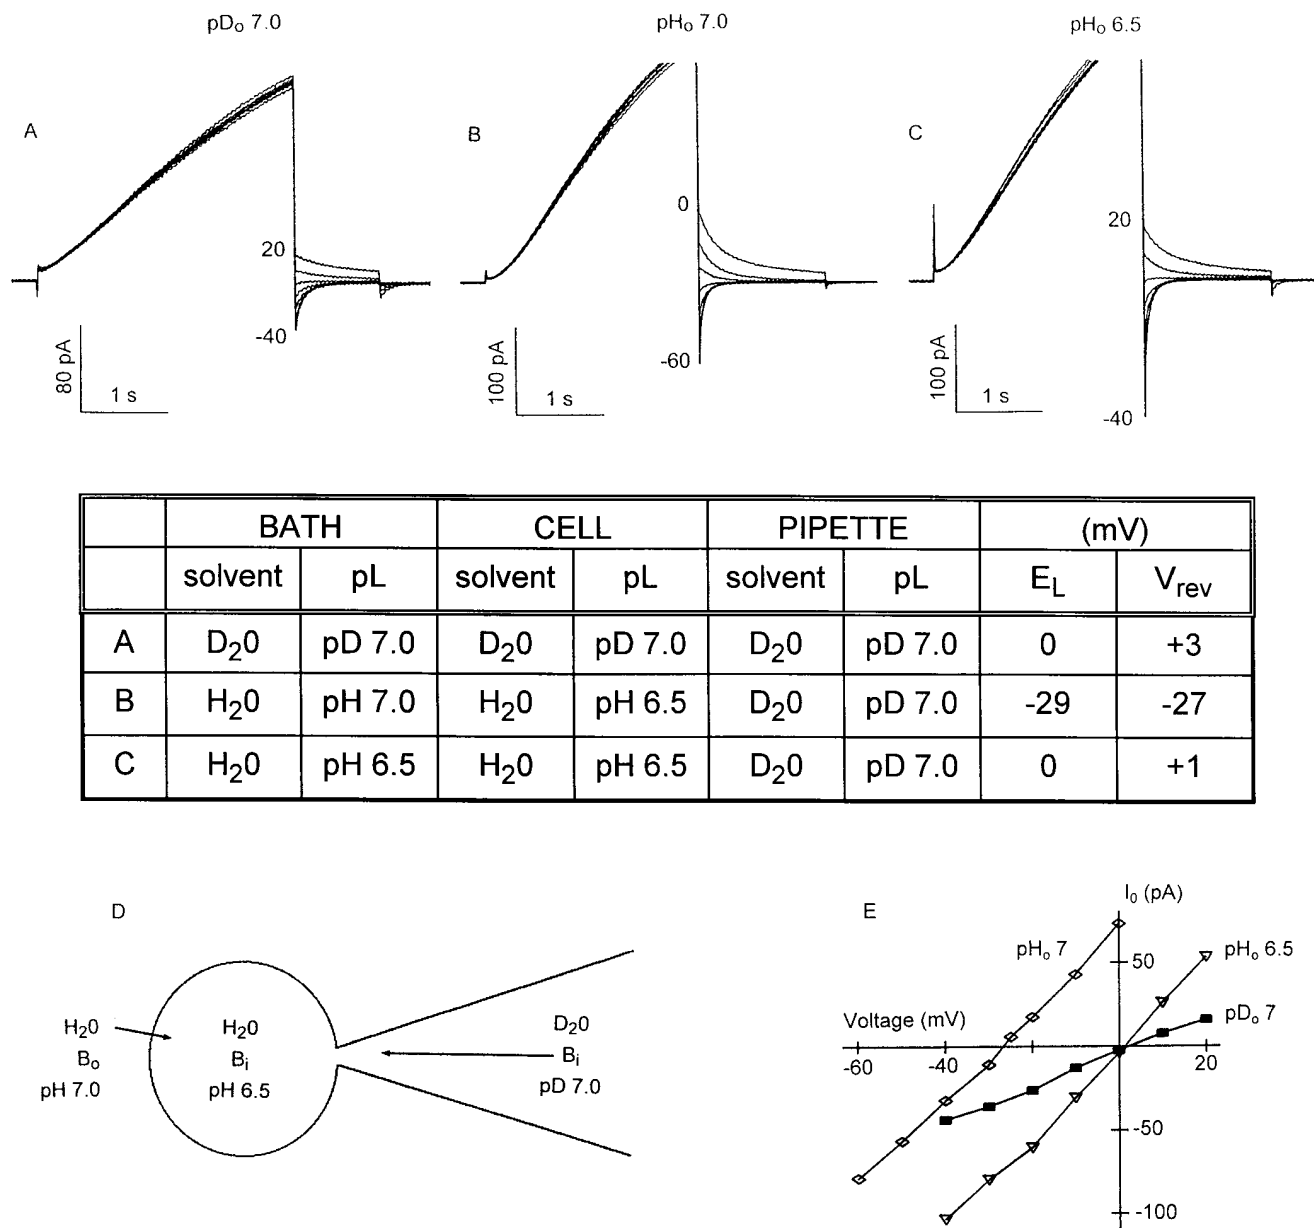 pDo 7.0
pHo 7.0
pHo 6.5
A
B
C
20
-40
80 pA
1 s
0
-60
100 pA
1 s
20
-40
100 pA
1 s
BATH CELL PIPETTE (mV)
solvent pL solvent pL solvent pL EL Vrev
A D20 pD 7.0 D20 pD 7.0 D20 pD 7.0 0 +3
B H20 pH 7.0 H20 pH 6.5 D20 pD 7.0 -29 -27
C H20 pH 6.5 H20 pH 6.5 D20 pD 7.0 0 +1
D
H20
Bo
pH 7.0
H20
Bi
pH 6.5
D20
Bi
pD 7.0
E
I0 (pA)
pHo 7
50
pHo 6.5
Voltage (mV)
pDo 7
-60
-40
20
-50
-100